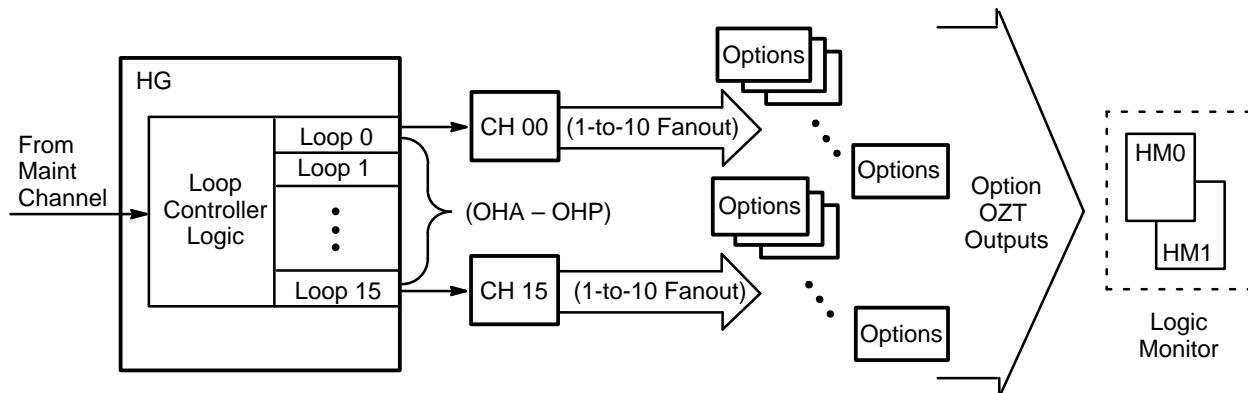 HG
From
Maint
Channel
Loop
Controller
Logic
Loop 0
Loop 1
Loop 15
(OHA – OHP)
CH 00
(1-to-10 Fanout)
CH 15
(1-to-10 Fanout)
Options
Options
Options
Options
Option
OZT
Outputs
HM0
HM1
Logic
Monitor